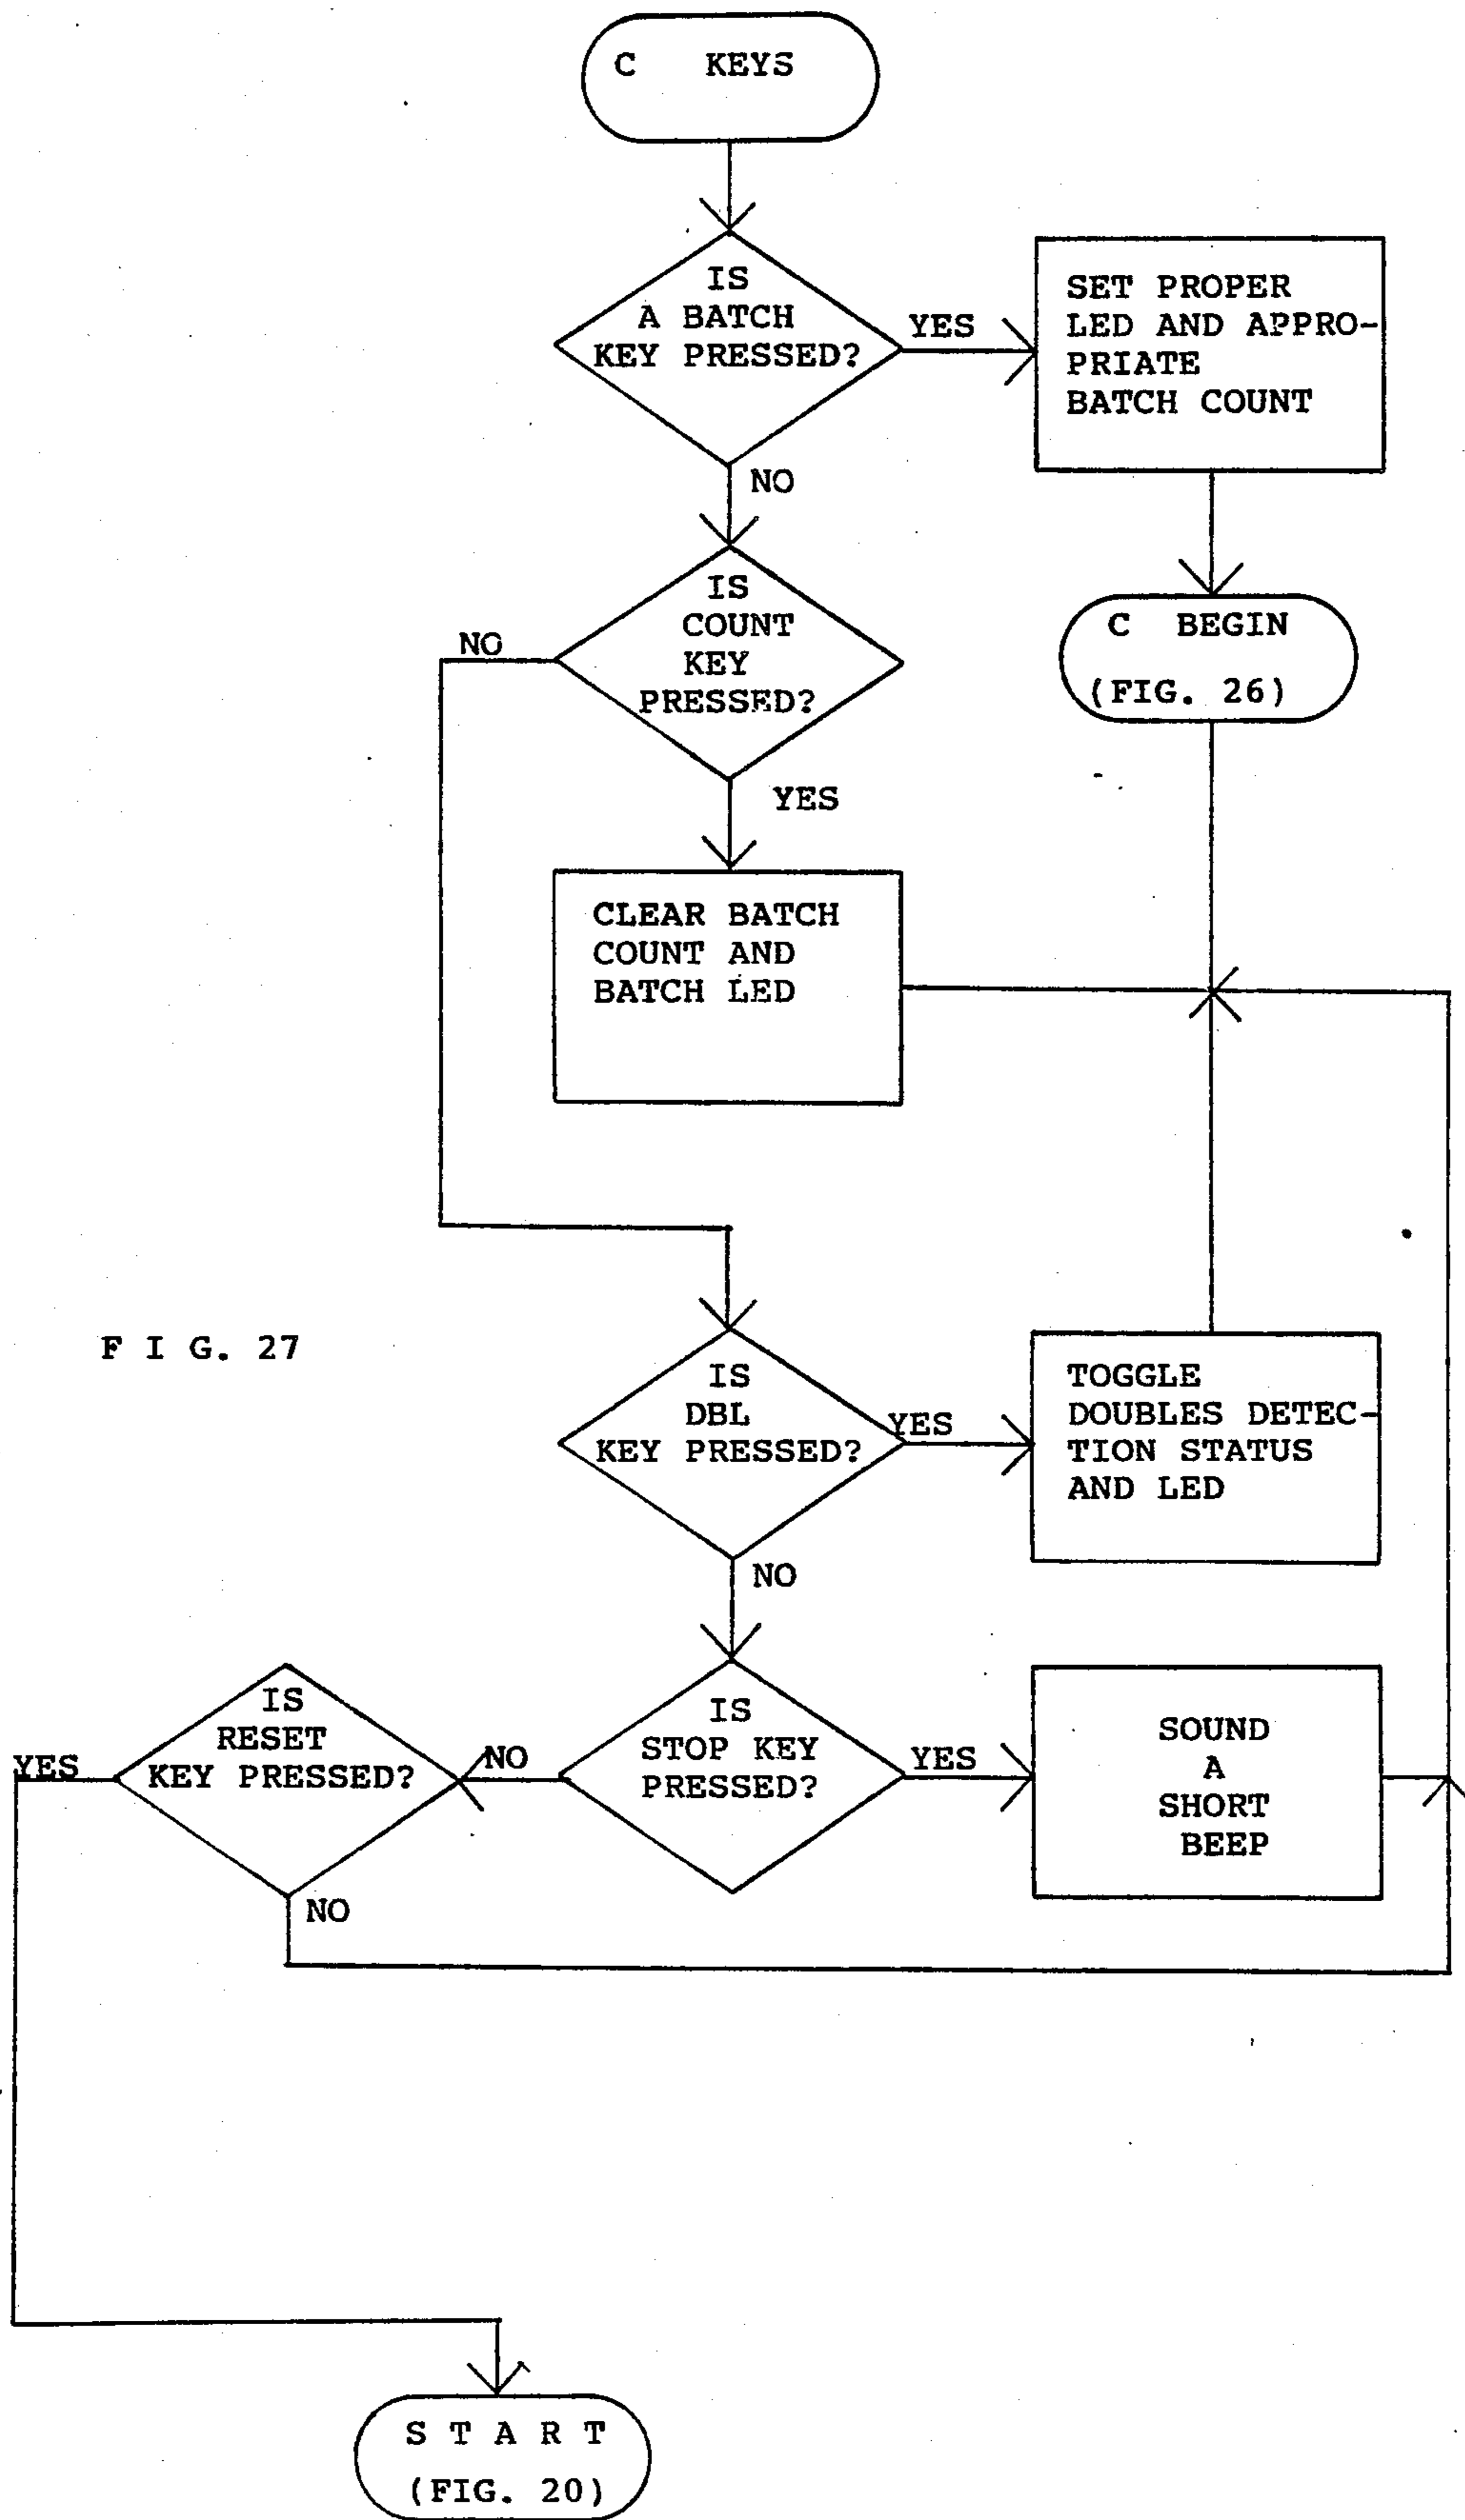 C KEYS
IS
A BATCH
KEY PRESSED?
YES
SET PROPER
LED AND APPRO-
PRIATE
BATCH COUNT
NO
IS
COUNT
KEY
PRESSED?
NO
YES
C BEGIN
(FIG. 26)
CLEAR BATCH
COUNT AND
BATCH LED
F I G. 27
IS
DBL
KEY PRESSED?
YES
TOGGLE
DOUBLES DETEC-
TION STATUS
AND LED
NO
IS
STOP KEY
PRESSED?
YES
SOUND
A
SHORT
BEEP
NO
IS
RESET
KEY PRESSED?
YES
NO
S T A R T
(FIG. 20)